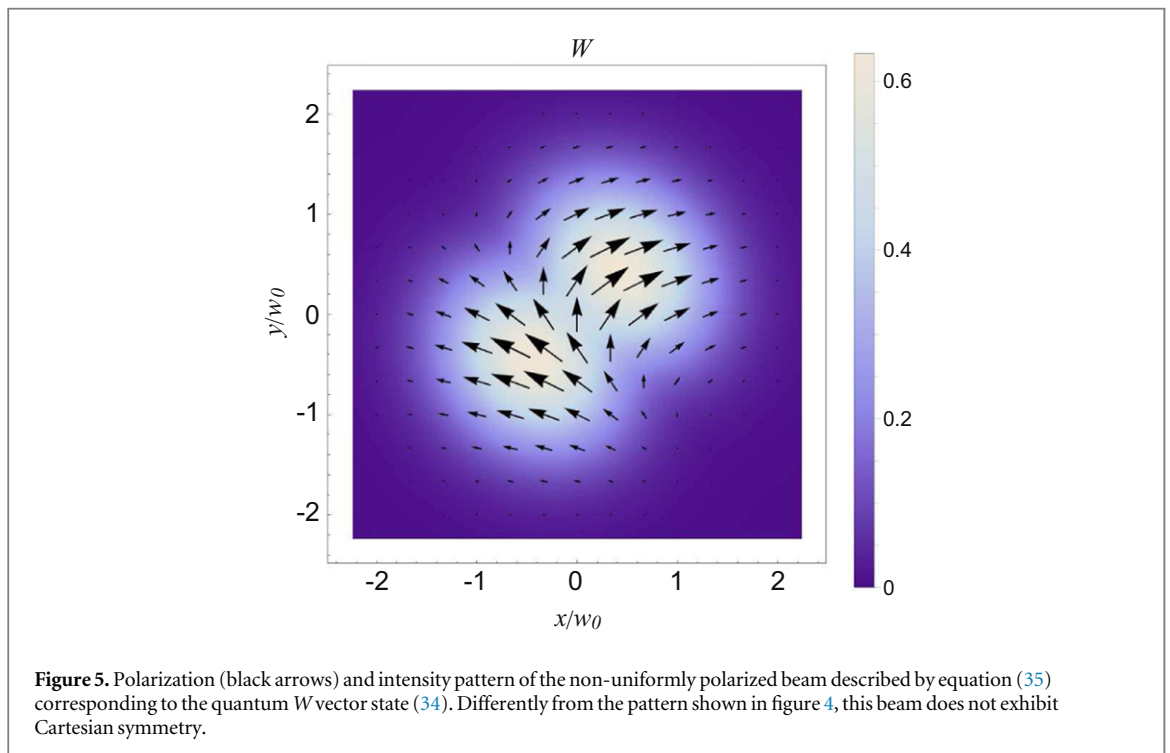 W
0.6
2
1
0.4
y/w0
0
-1
0.2
-2
0
-2 -1 0 1 2
x/w0
Figure 5. Polarization (black arrows) and intensity pattern of the non-uniformly polarized beam described by equation (35)
corresponding to the quantum W vector state (34). Differently from the pattern shown in figure 4, this beam does not exhibit
Cartesian symmetry.